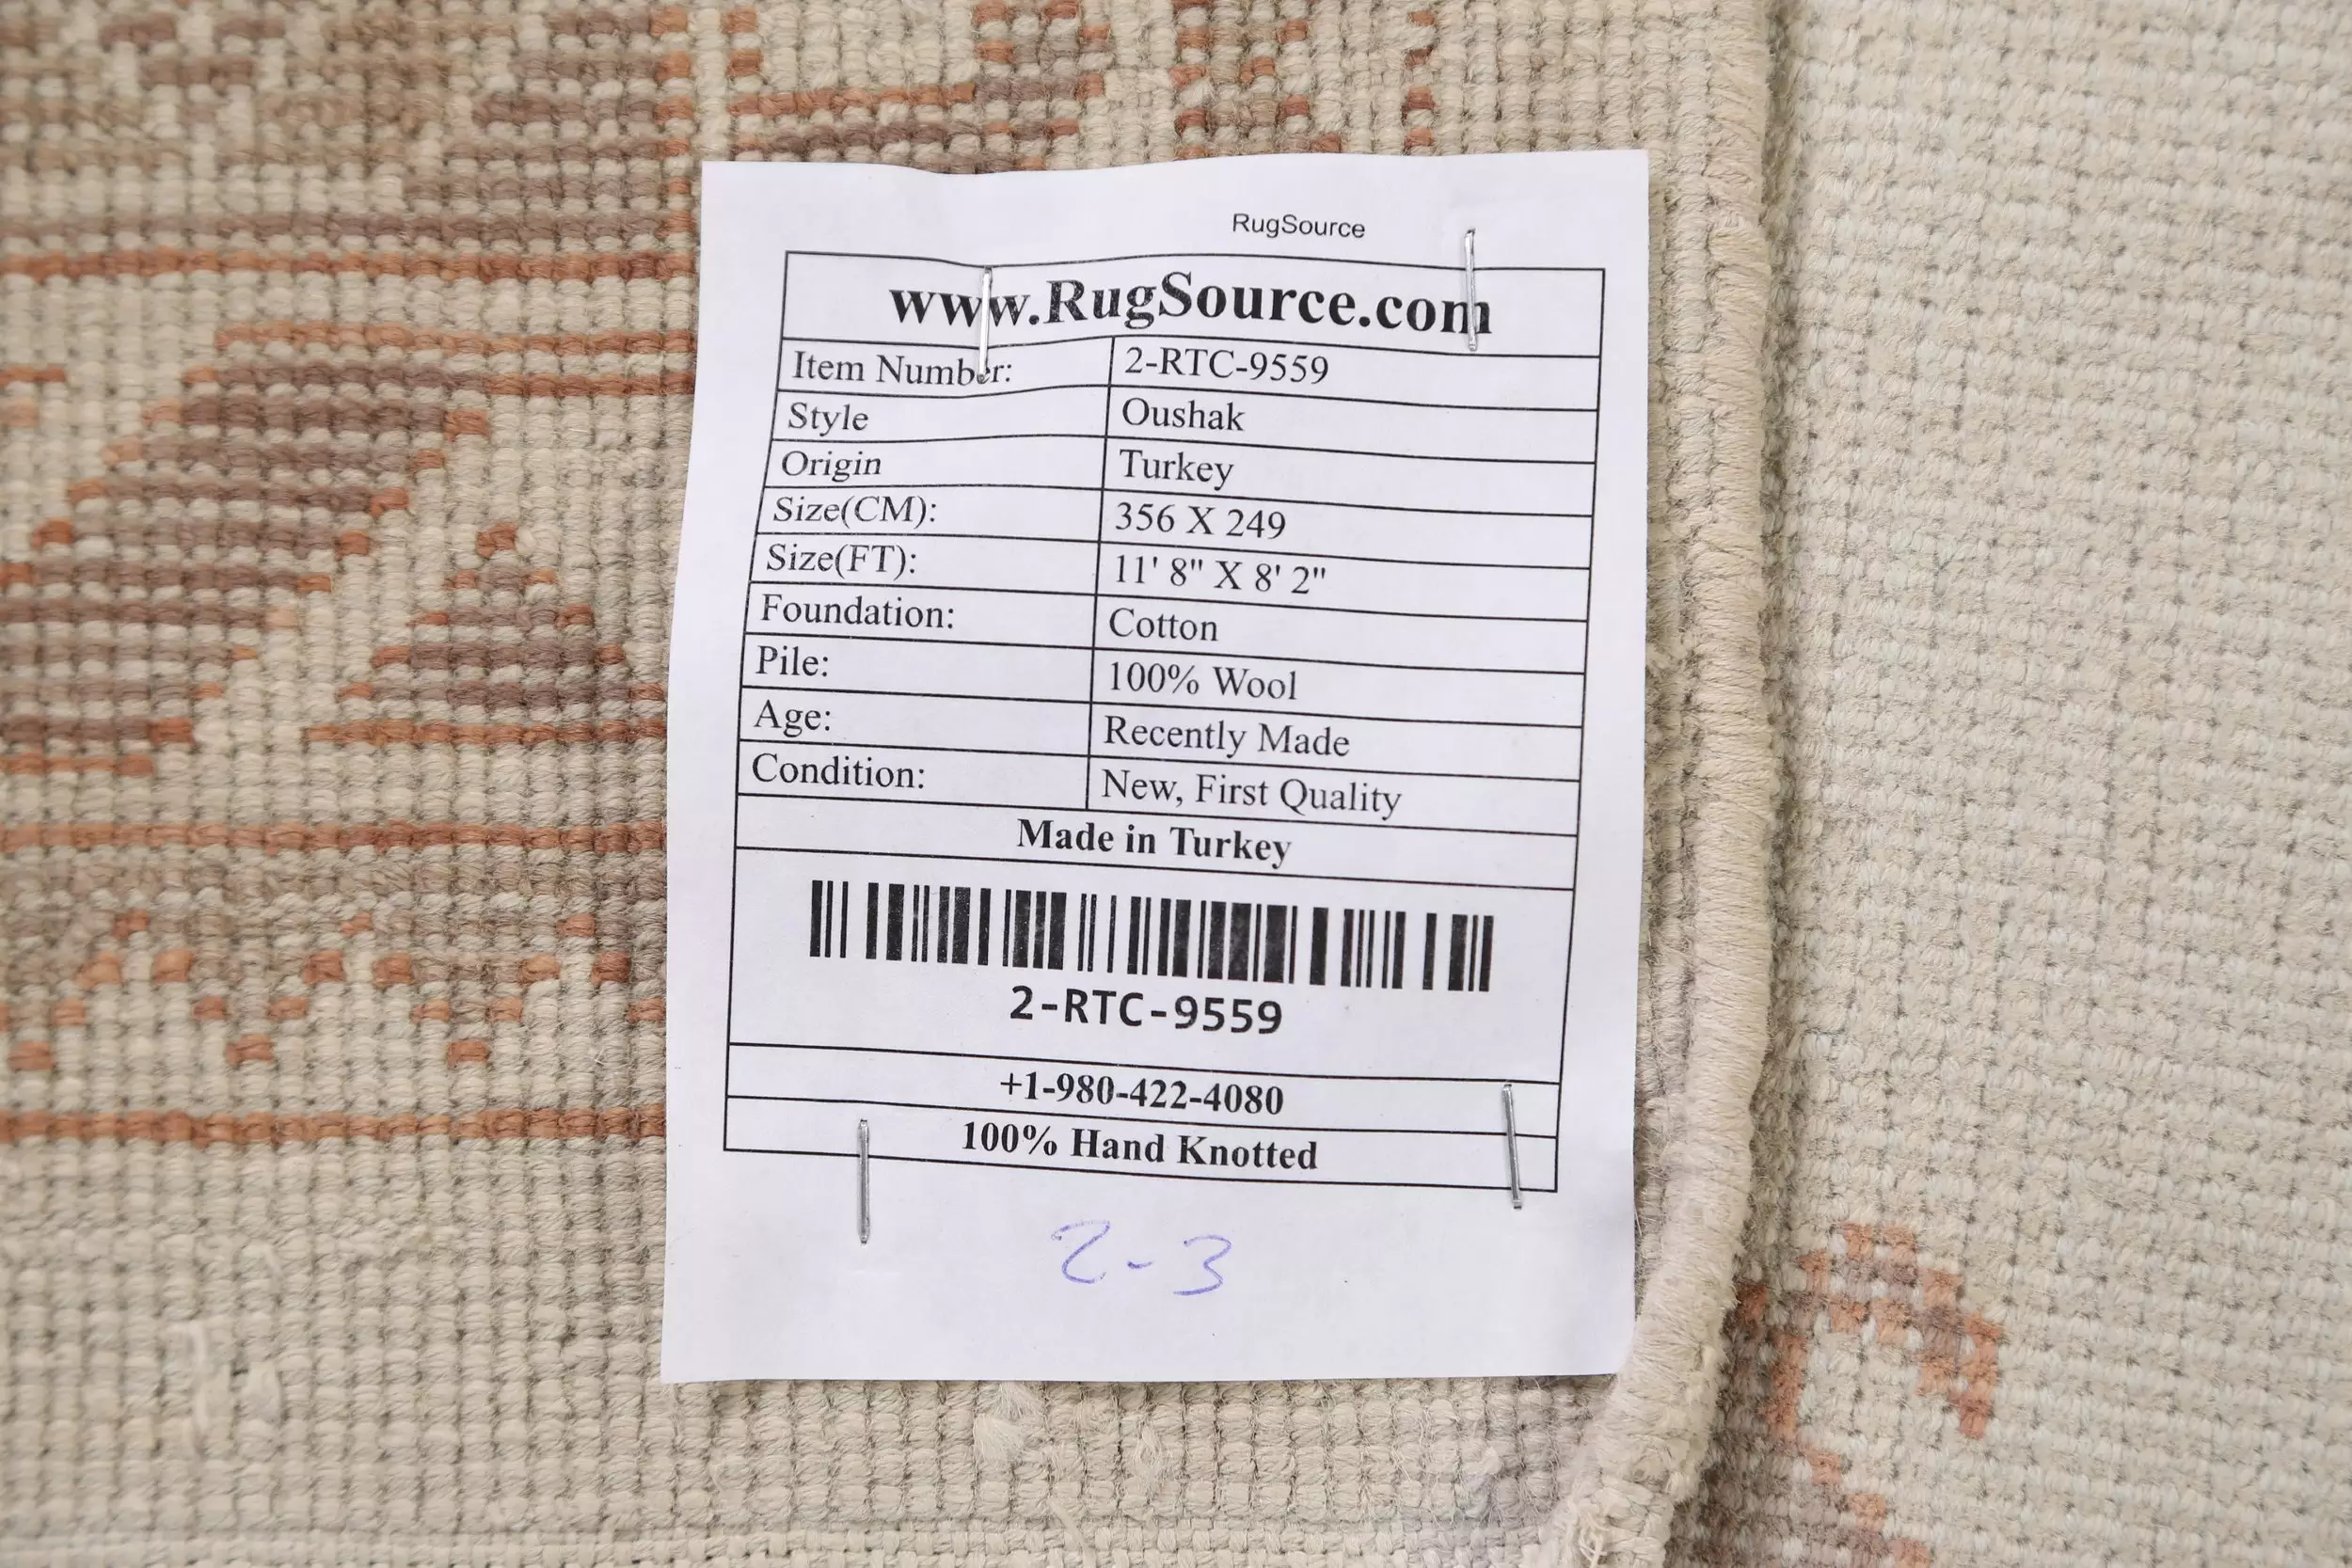 RugSource
www.RugSource.com
Item Number: 2-RTC-9559
Style Oushak
Origin Turkey
Size(CM): 356 X 249
Size(FT): 11' 8" X 8' 2"
Foundation: Cotton
Pile: 100% Wool
Age: Recently Made
Condition: New, First Quality
Made in Turkey
2-RTC-9559
+1-980-422-4080
100% Hand Knotted
2-3